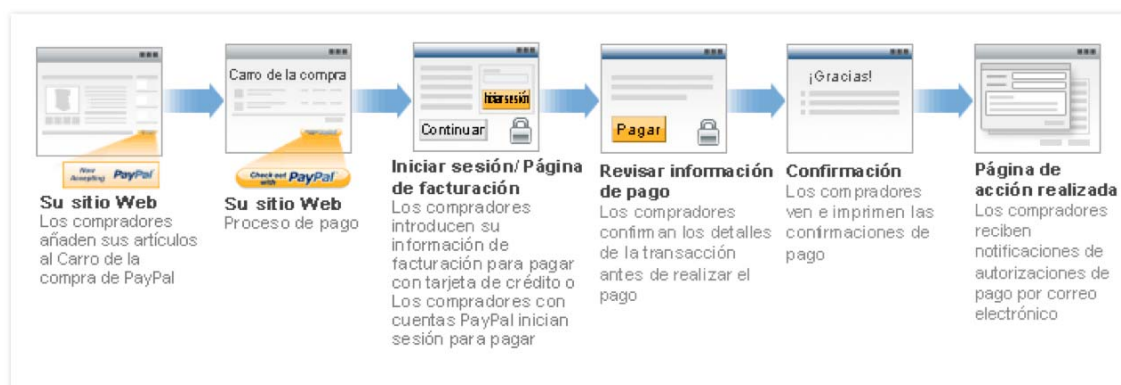 Carro de la compra
Iniciar sesión
Continuar
Pagar
¡Gracias!
Now
Accepting PayPal
Check out
with PayPal
Su sitio Web
Los compradores
añaden sus artículos
al Carro de la
compra de PayPal
Su sitio Web
Proceso de pago
Iniciar sesión/ Página
de facturación
Los compradores
introducen su
información de
facturación para pagar
con tarjeta de crédito o
Los compradores con
cuentas PayPal inician
sesión para pagar
Revisar información
de pago
Los compradores
confirman los detalles
de la transacción
antes de realizar el
pago
Confirmación
Los compradores
ven e imprimen las
confirmaciones de
pago
Página de
acción realizada
Los compradores
reciben
notificaciones de
autorizaciones de
pago por correo
electrónico